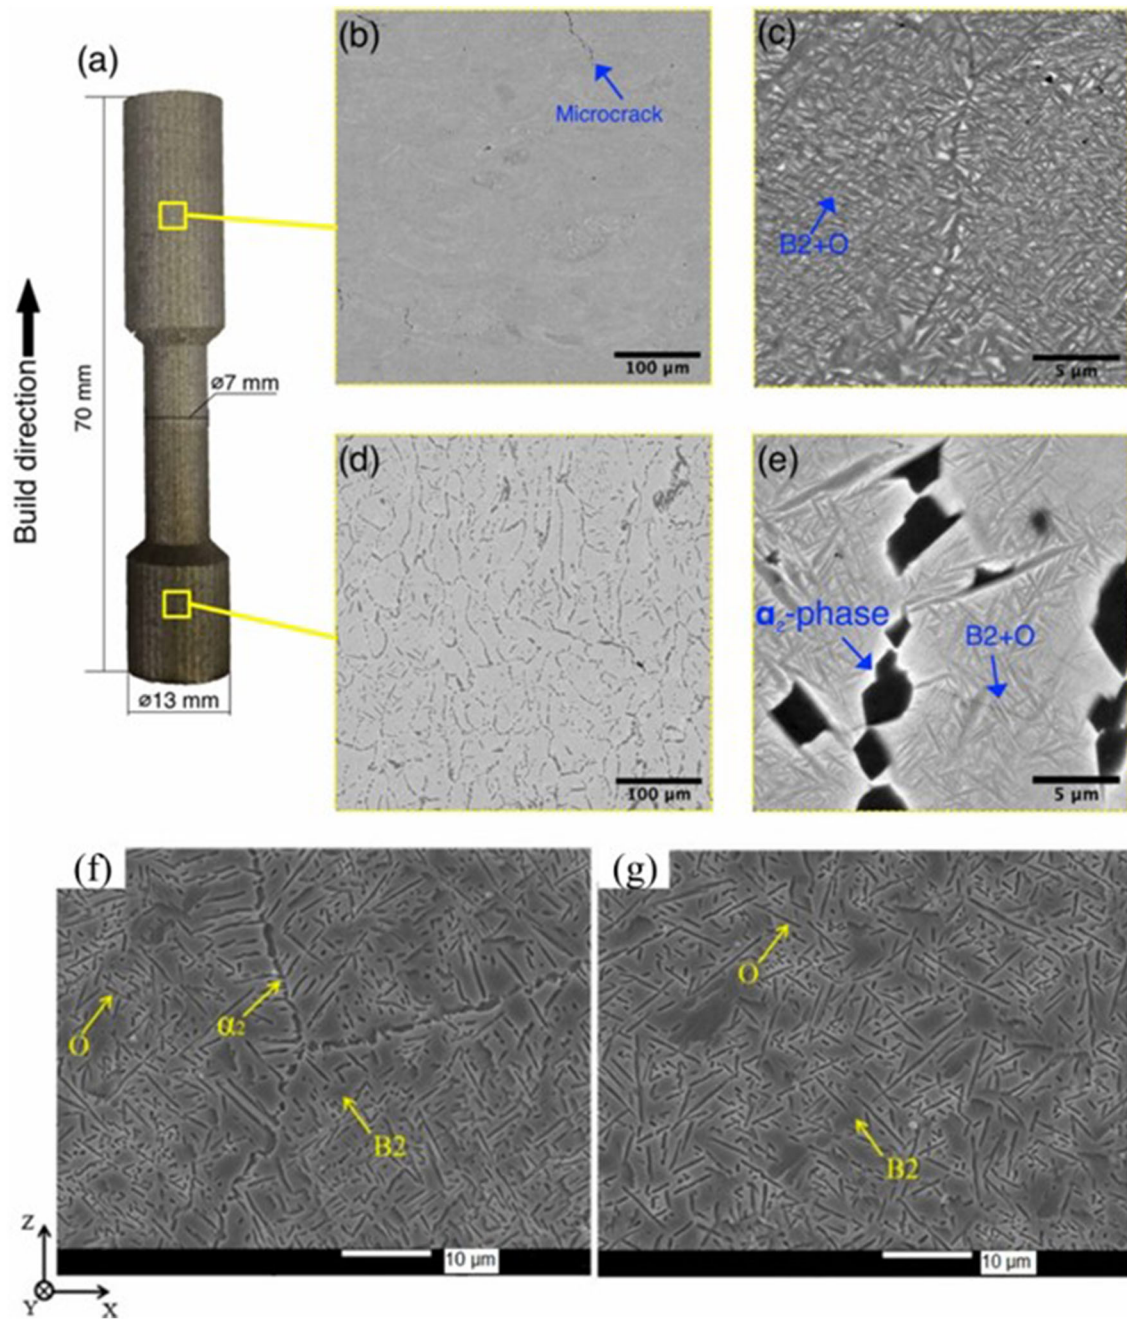 (a)
Build direction
70 mm
ø7 mm
ø13 mm
(b)
Microcrack
100 µm
(c)
B2+O
5 µm
(d)
100 µm
(e)
α₂-phase
B2+O
5 µm
(f)
O
α₂
B2
10 µm
(g)
O
B2
10 µm
Z
Y
X